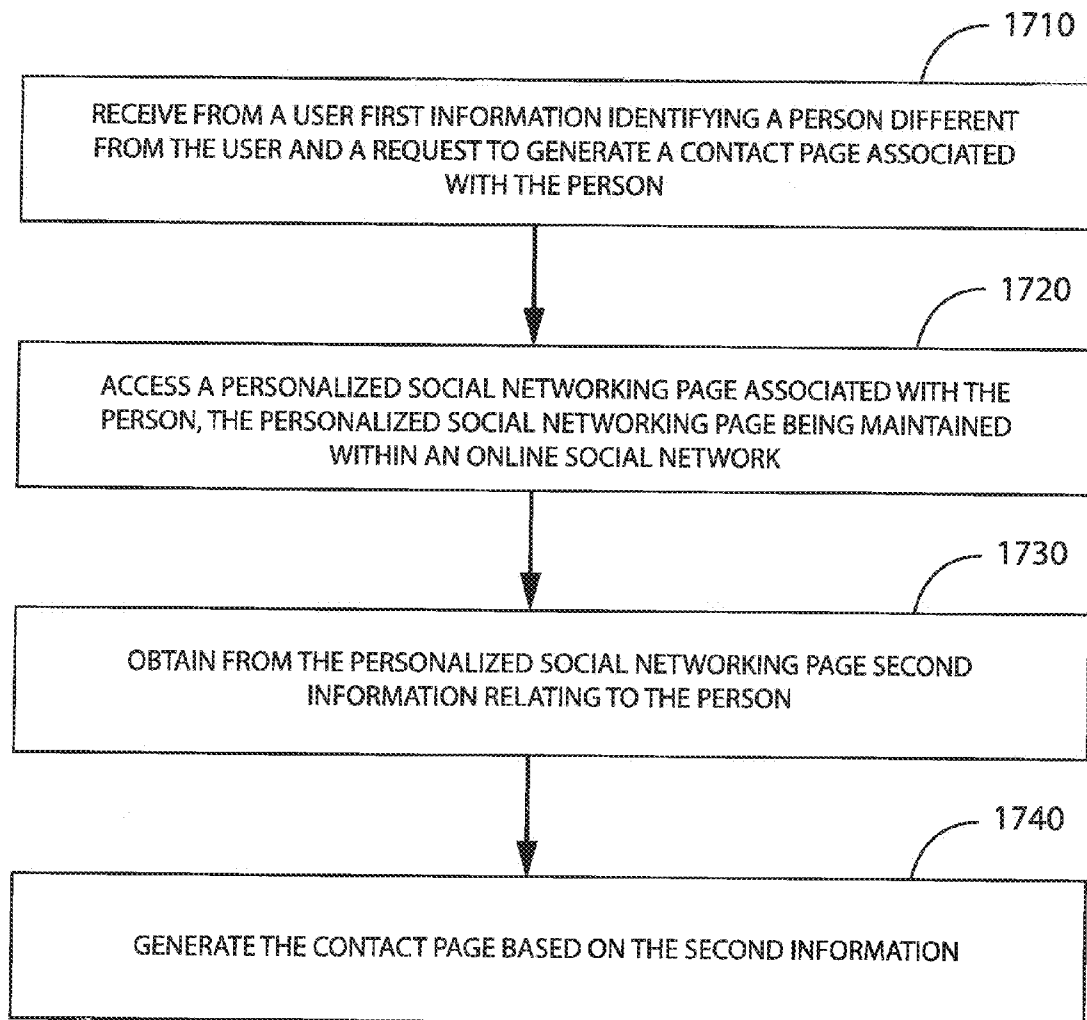 1710
RECEIVE FROM A USER FIRST INFORMATION IDENTIFYING A PERSON DIFFERENT
FROM THE USER AND A REQUEST TO GENERATE A CONTACT PAGE ASSOCIATED
WITH THE PERSON
1720
ACCESS A PERSONALIZED SOCIAL NETWORKING PAGE ASSOCIATED WITH THE
PERSON, THE PERSONALIZED SOCIAL NETWORKING PAGE BEING MAINTAINED
WITHIN AN ONLINE SOCIAL NETWORK
1730
OBTAIN FROM THE PERSONALIZED SOCIAL NETWORKING PAGE SECOND
INFORMATION RELATING TO THE PERSON
1740
GENERATE THE CONTACT PAGE BASED ON THE SECOND INFORMATION